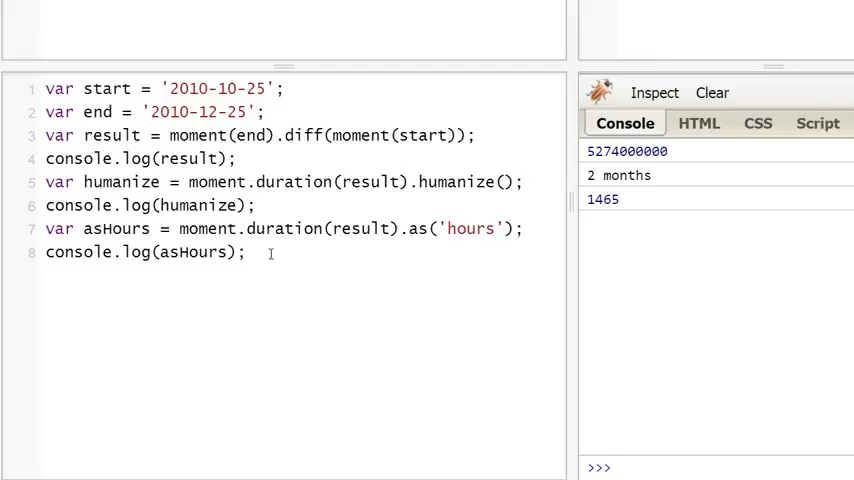 1 var start = '2010-10-25';
2 var end = '2010-12-25';
3 var result = moment(end).diff(moment(start));
4 console.log(result);
5 var humanize = moment.duration(result).humanize();
6 console.log(humanize);
7 var asHours = moment.duration(result).as('hours');
8 console.log(asHours);
Inspect Clear
Console HTML CSS Script
5274000000
2 months
1465
>>>